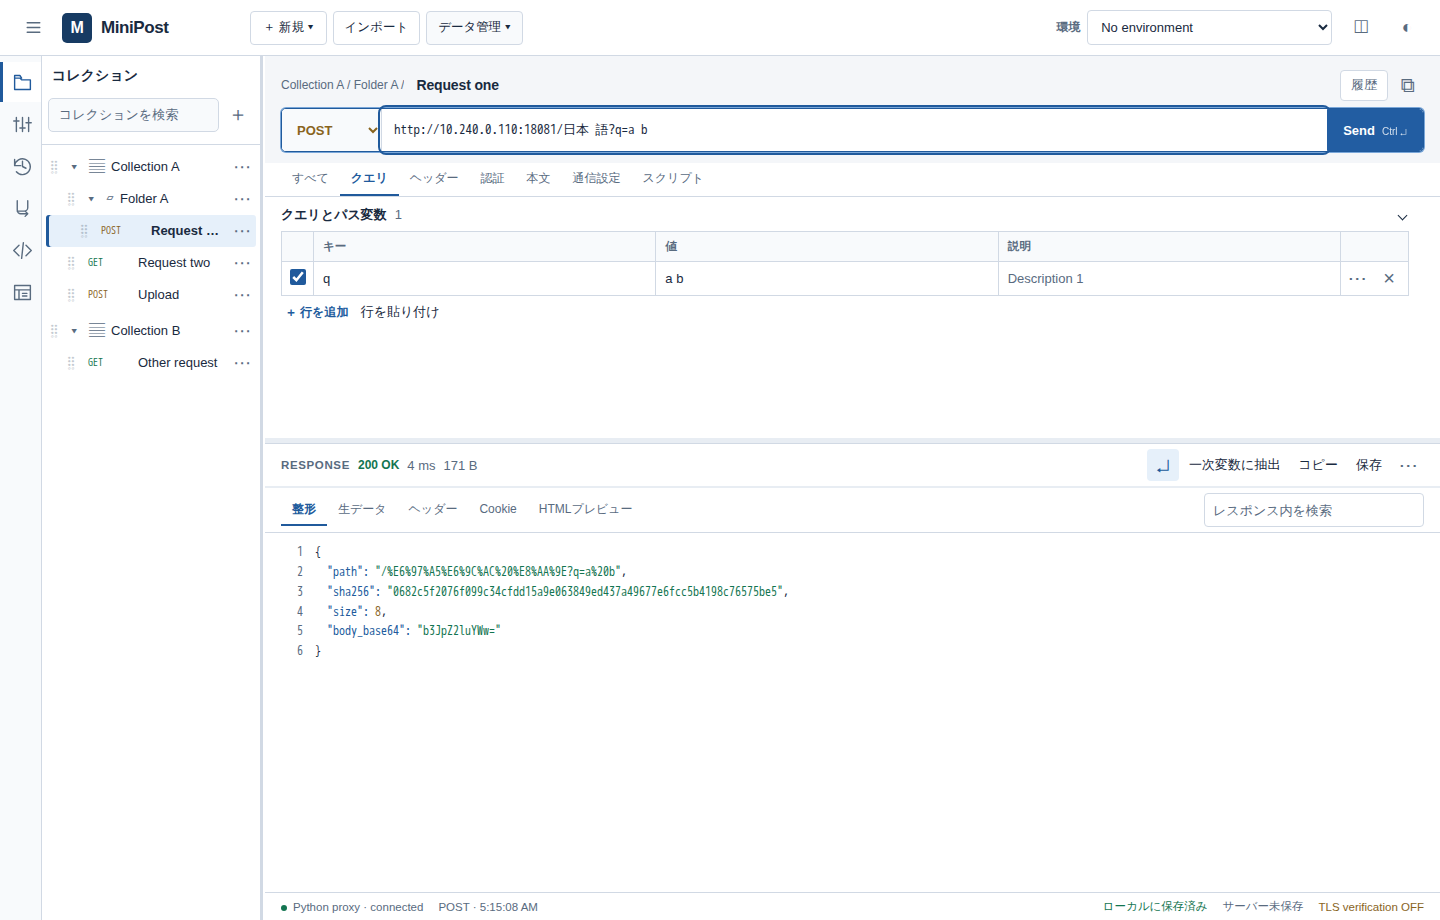 M MiniPost ＋ 新規 ▾ インポート データ管理 ▾ 環境 No environment
コレクション
コレクションを検索 ＋
Collection A ···
Folder A ···
POST Request … ···
GET Request two ···
POST Upload ···
Collection B ···
GET Other request ···
Collection A / Folder A / Request one 履歴
POST http://10.240.0.110:18081/日本 語?q=a b Send Ctrl ↵
すべて クエリ ヘッダー 認証 本文 通信設定 スクリプト
クエリとパス変数 1
キー 値 説明
q a b Description 1 ··· ✕
+ 行を追加 行を貼り付け
RESPONSE 200 OK 4 ms 171 B 一次変数に抽出 コピー 保存 ···
整形 生データ ヘッダー Cookie HTMLプレビュー レスポンス内を検索
1 {
2 "path": "/%E6%97%A5%E6%9C%AC%20%E8%AA%9E?q=a%20b",
3 "sha256": "0682c5f2076f099c34cfdd15a9e063849ed437a49677e6fcc5b4198c76575be5",
4 "size": 8,
5 "body_base64": "b3JpZ2luYWw="
6 }
Python proxy · connected POST · 5:15:08 AM ローカルに保存済み サーバー未保存 TLS verification OFF